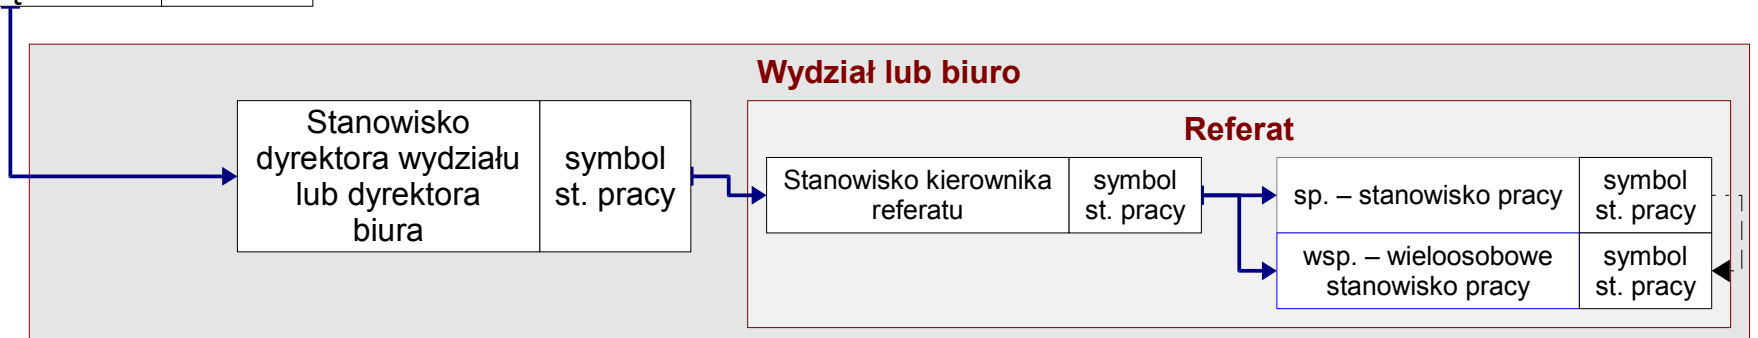 Wydział lub biuro
Stanowisko
dyrektora wydziału
lub dyrektora
biura
symbol
st. pracy
Referat
Stanowisko kierownika
referatu
symbol
st. pracy
sp. – stanowisko pracy
symbol
st. pracy
wsp. – wieloosobowe
stanowisko pracy
symbol
st. pracy